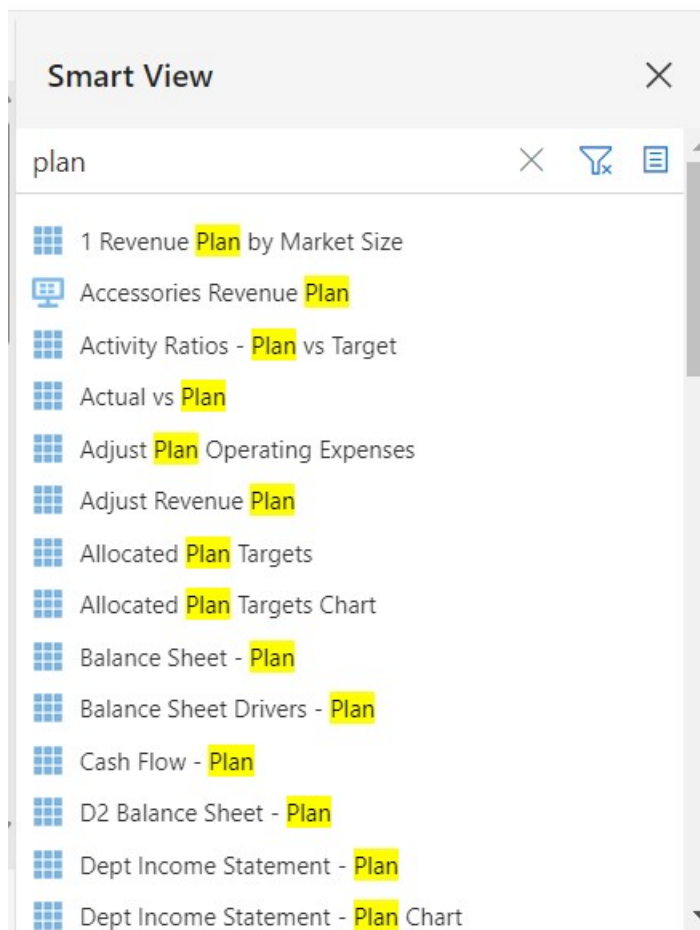 Smart View
plan
1 Revenue Plan by Market Size
Accessories Revenue Plan
Activity Ratios - Plan vs Target
Actual vs Plan
Adjust Plan Operating Expenses
Adjust Revenue Plan
Allocated Plan Targets
Allocated Plan Targets Chart
Balance Sheet - Plan
Balance Sheet Drivers - Plan
Cash Flow - Plan
D2 Balance Sheet - Plan
Dept Income Statement - Plan
Dept Income Statement - Plan Chart